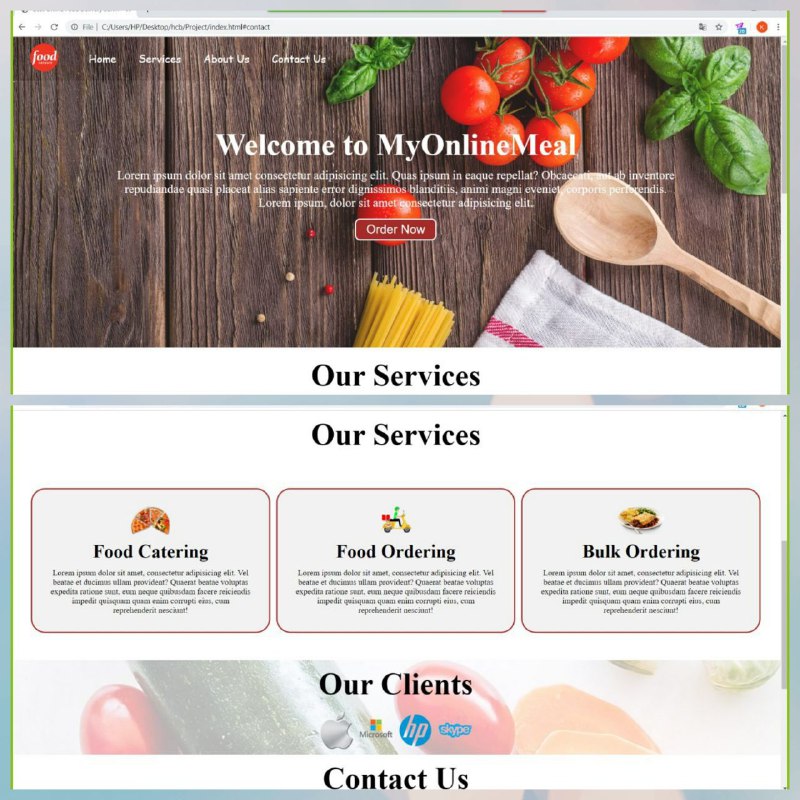 File | C:/Users/HP/Desktop/hcb/Project/index.html#contact
food
Home Services About Us Contact Us
Welcome to MyOnlineMeal
Lorem ipsum dolor sit amet consectetur adipisicing elit. Quas ipsum in eaque repellat? Obcaecati, aut ab inventore
repudiandae quasi placeat alias sapiente error dignissimos blanditiis, animi magni eveniet, corporis perferendis.
Lorem ipsum, dolor sit amet consectetur adipisicing elit.
Order Now
Our Services
Our Services
Food Catering
Lorem ipsum dolor sit amet, consectetur adipisicing elit. Vel
beatae et ducimus ullam provident? Quaerat beatae voluptas
expedita ratione sunt, eum neque quibusdam facere reiciendis
impedit quisquam quam enim corrupti eius, cum
reprehenderit nesciunt!
Food Ordering
Lorem ipsum dolor sit amet, consectetur adipisicing elit. Vel
beatae et ducimus ullam provident? Quaerat beatae voluptas
expedita ratione sunt, eum neque quibusdam facere reiciendis
impedit quisquam quam enim corrupti eius, cum
reprehenderit nesciunt!
Bulk Ordering
Lorem ipsum dolor sit amet, consectetur adipisicing elit. Vel
beatae et ducimus ullam provident? Quaerat beatae voluptas
expedita ratione sunt, eum neque quibusdam facere reiciendis
impedit quisquam quam enim corrupti eius, cum
reprehenderit nesciunt!
Our Clients
Microsoft hp skype
Contact Us